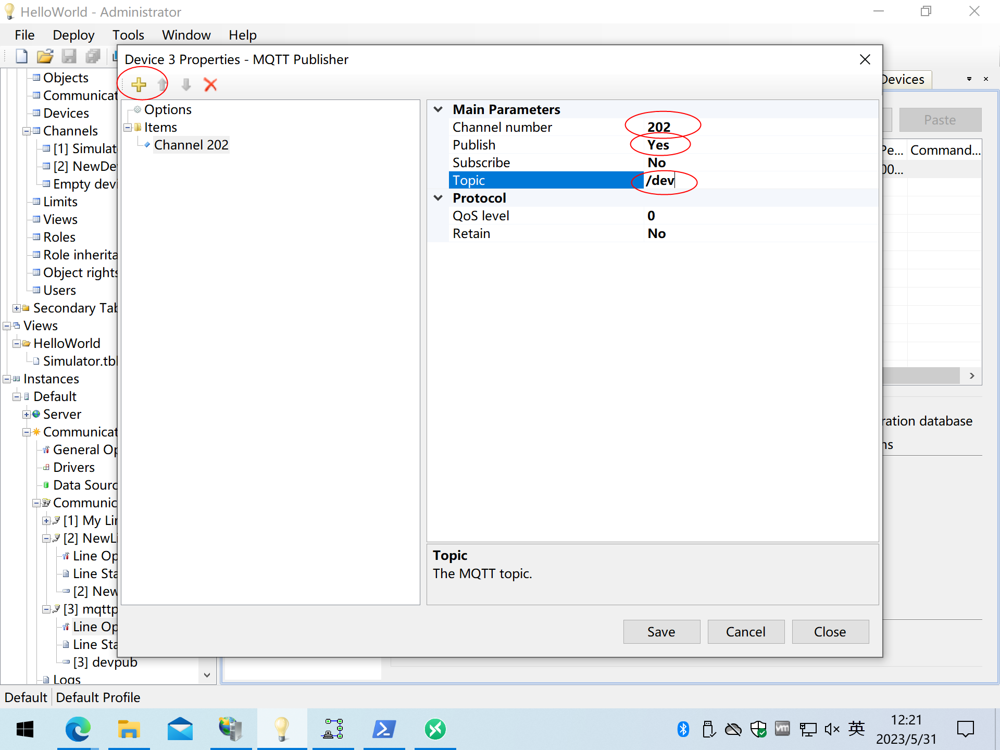 HelloWorld - Administrator
File Deploy Tools Window Help
Device 3 Properties - MQTT Publisher
Objects
Communicat
Devices
Channels
[1] Simulat
[2] NewDe
Empty devi
Limits
Views
Roles
Role inherita
Object rights
Users
Secondary Tab
Views
HelloWorld
Simulator.tbl
Instances
Default
Server
Communicat
General Op
Drivers
Data Sourc
Communic
[1] My Lin
[2] NewLi
Line Op
Line Sta
[2] New
[3] mqttp
Line Op
Line Sta
[3] devpub
Logs
Options
Items
Channel 202
Main Parameters
Channel number 202
Publish Yes
Subscribe No
Topic /dev
Protocol
QoS level 0
Retain No
Topic
The MQTT topic.
Save Cancel Close
Devices
Paste
Pe... Command...
00...
ration database
ns
Default Default Profile
英
12:21
2023/5/31